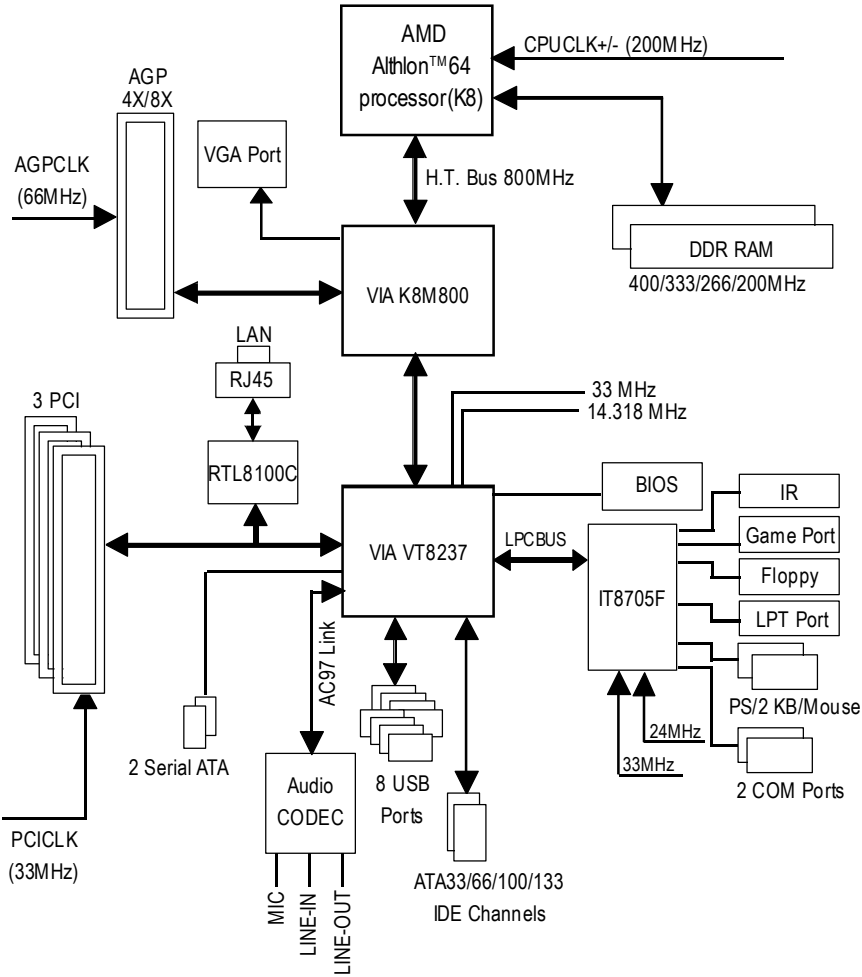 AMD
Althlon™64
processor(K8)
CPUCLK+/- (200MHz)
AGP
4X/8X
VGA Port
AGPCLK
(66MHz)
H.T. Bus 800MHz
DDR RAM
400/333/266/200MHz
VIA K8M800
LAN
RJ45
3 PCI
33 MHz
14.318 MHz
RTL8100C
BIOS
IR
VIA VT8237
LPCBUS
Game Port
IT8705F
Floppy
LPT Port
AC97 Link
PS/2 KB/Mouse
24MHz
33MHz
2 Serial ATA
Audio
CODEC
8 USB
Ports
2 COM Ports
PCICLK
(33MHz)
MIC
LINE-IN
LINE-OUT
ATA33/66/100/133
IDE Channels